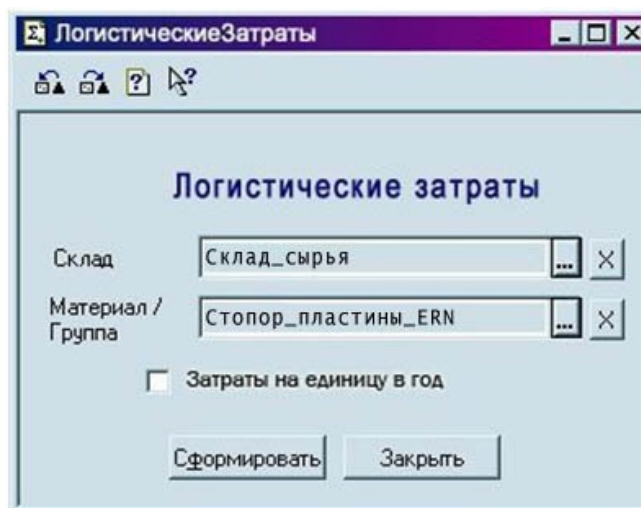 ЛогистическиеЗатраты
Логистические затраты
Склад
Склад_сырья
... X
Материал /
Группа
Стопор_пластины_ERN
... X
Затраты на единицу в год
Сформировать
Закрыть